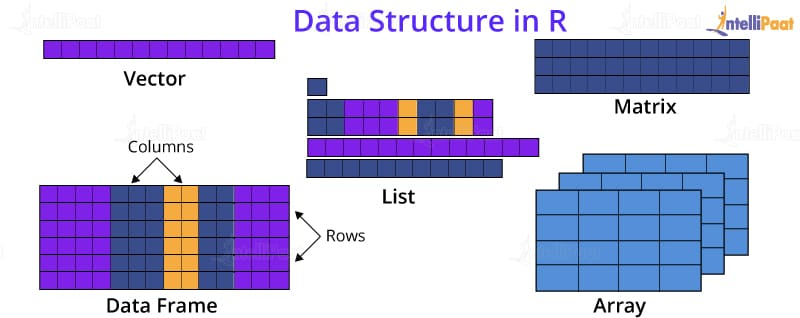 Data Structure in R
IntelliPaat
Vector
Matrix
Columns
List
Rows
Data Frame
Array